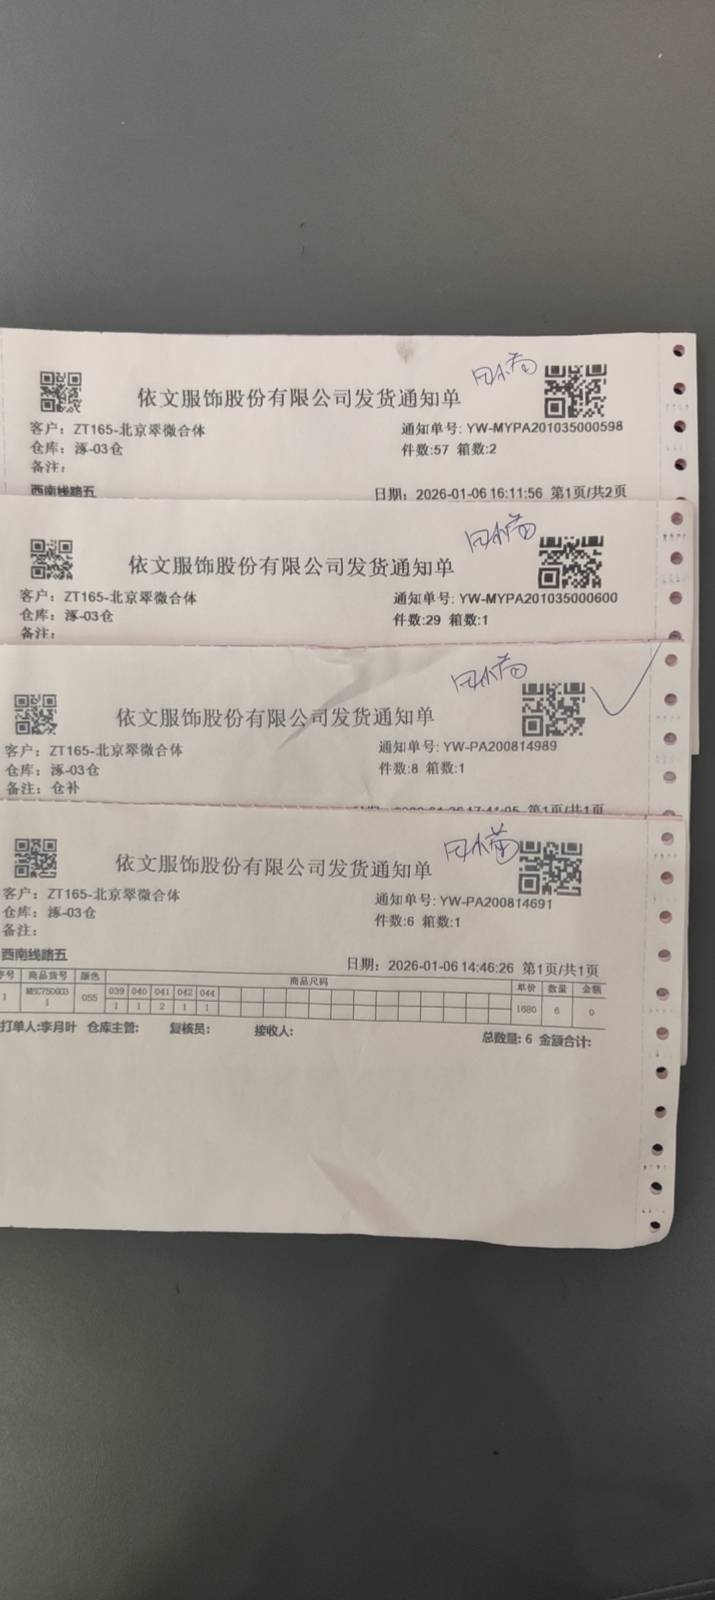 依文服饰股份有限公司发货通知单
客户：ZT165-北京翠微合体
通知单号：YW-MYPA201035000598
仓库：涿-03仓
件数:57 箱数:2
备注：
西南线路五
日期：2026-01-06 16:11:56 第1页/共2页
依文服饰股份有限公司发货通知单
客户：ZT165-北京翠微合体
通知单号: YW-MYPA201035000600
仓库：涿-03仓
件数:29 箱数:1
备注：
依文服饰股份有限公司发货通知单
客户：ZT165-北京翠微合体
通知单号: YW-PA200814989
仓库：涿-03仓
件数:8 箱数:1
备注：仓补
第1页/共1页
依文服饰股份有限公司发货通知单
客户：ZT165-北京翠微合体
通知单号: YW-PA200814691
仓库：涿-03仓
件数:6 箱数:1
备注：
西南线路五
日期：2026-01-06 14:46:26 第1页/共1页
序号 商品货号 颜色 商品尺码 单价 数量 金额
039 040 041 042 044
1 055 1 1 2 1 1 1680 6 0
打单人:李月叶 仓库主管: 复核员: 接收人:
总数量: 6 金额合计: